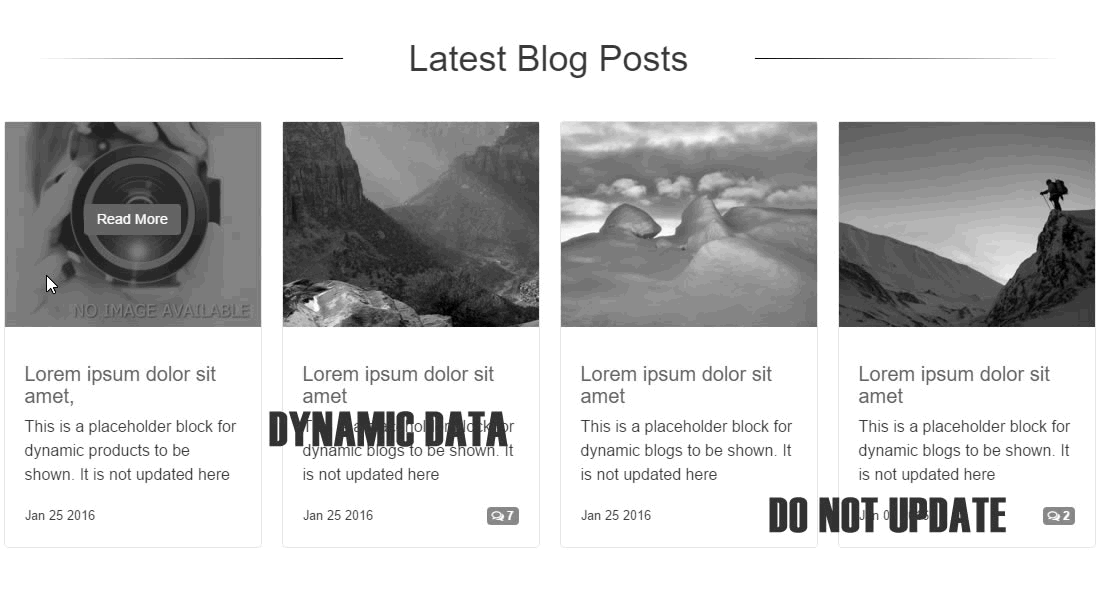 Latest Blog Posts
Read More
NO IMAGE AVAILABLE
Lorem ipsum dolor sit
amet,
This is a placeholder block for
dynamic products to be
shown. It is not updated here
Jan 25 2016
Lorem ipsum dolor sit
amet
This is a placeholder block for
dynamic blogs to be shown. It
is not updated here
Jan 25 2016
7
DYNAMIC DATA
Lorem ipsum dolor sit
amet
This is a placeholder block for
dynamic blogs to be shown. It
is not updated here
Jan 25 2016
Lorem ipsum dolor sit
amet
This is a placeholder block for
dynamic blogs to be shown. It
is not updated here
2
DO NOT UPDATE